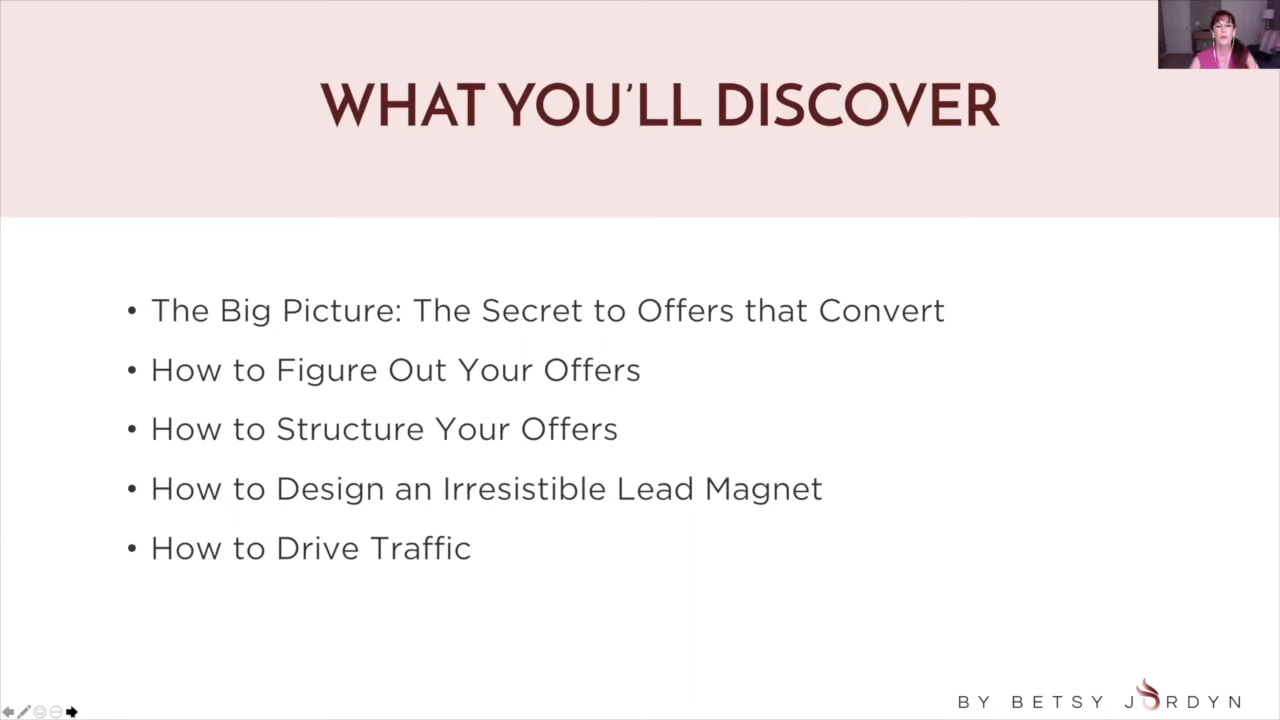 WHAT YOU'LL DISCOVER
• The Big Picture: The Secret to Offers that Convert
• How to Figure Out Your Offers
• How to Structure Your Offers
• How to Design an Irresistible Lead Magnet
• How to Drive Traffic
BY BETSY JORDYN